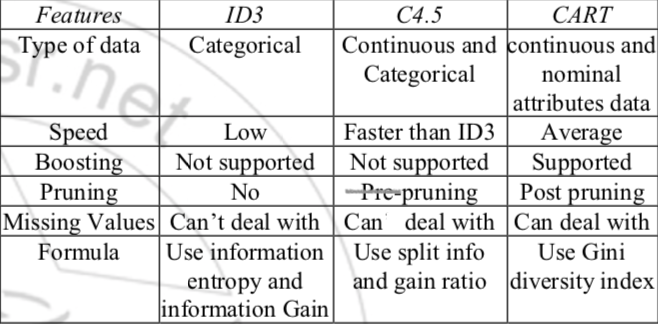 Features ID3 C4.5 CART
Type of data Categorical Continuous and continuous and
Categorical nominal
attributes data
Speed Low Faster than ID3 Average
Boosting Not supported Not supported Supported
Pruning No Pre-pruning Post pruning
Missing Values Can't deal with Can deal with Can deal with
Formula Use information Use split info Use Gini
entropy and and gain ratio diversity index
information Gain
sr.net